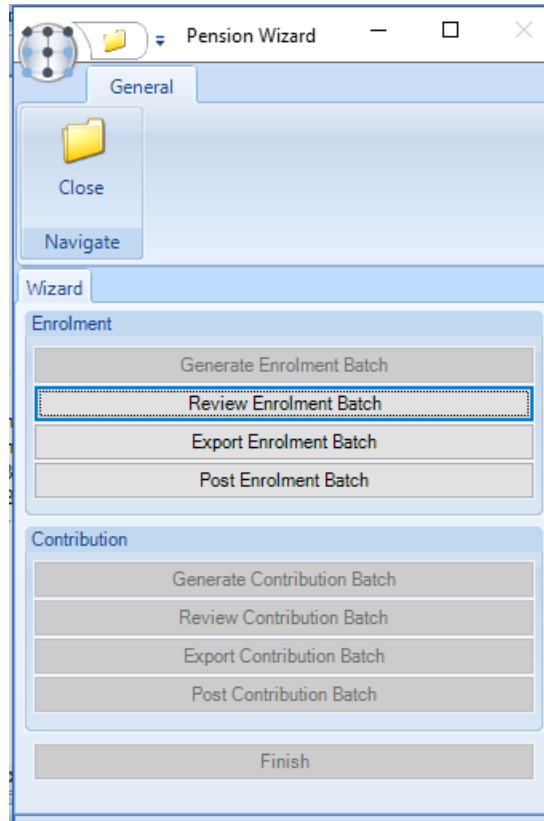 Pension Wizard
General
Close
Navigate
Wizard
Enrolment
Generate Enrolment Batch
Review Enrolment Batch
Export Enrolment Batch
Post Enrolment Batch
Contribution
Generate Contribution Batch
Review Contribution Batch
Export Contribution Batch
Post Contribution Batch
Finish